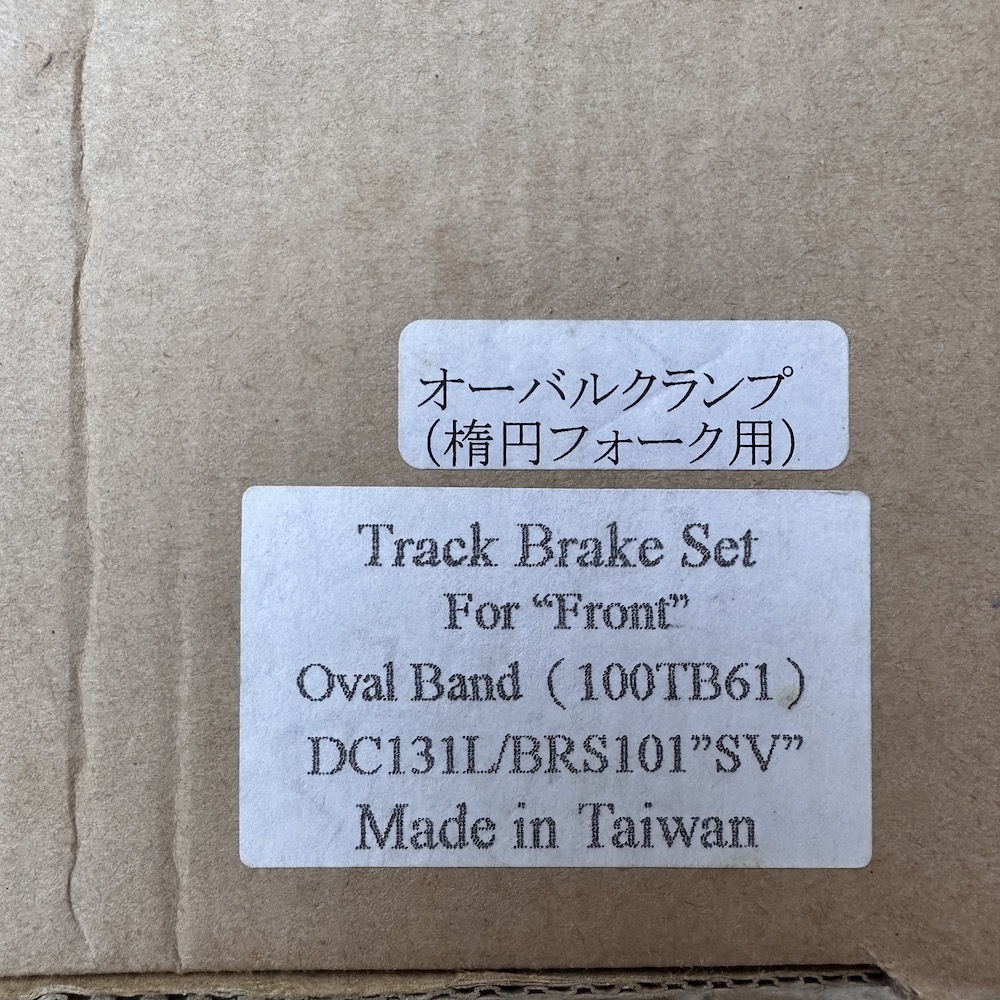 オーバルクランプ
（楕円フォーク用）
Track Brake Set
For “Front”
Oval Band（100TB61）
DC131L/BRS101”SV”
Made in Taiwan